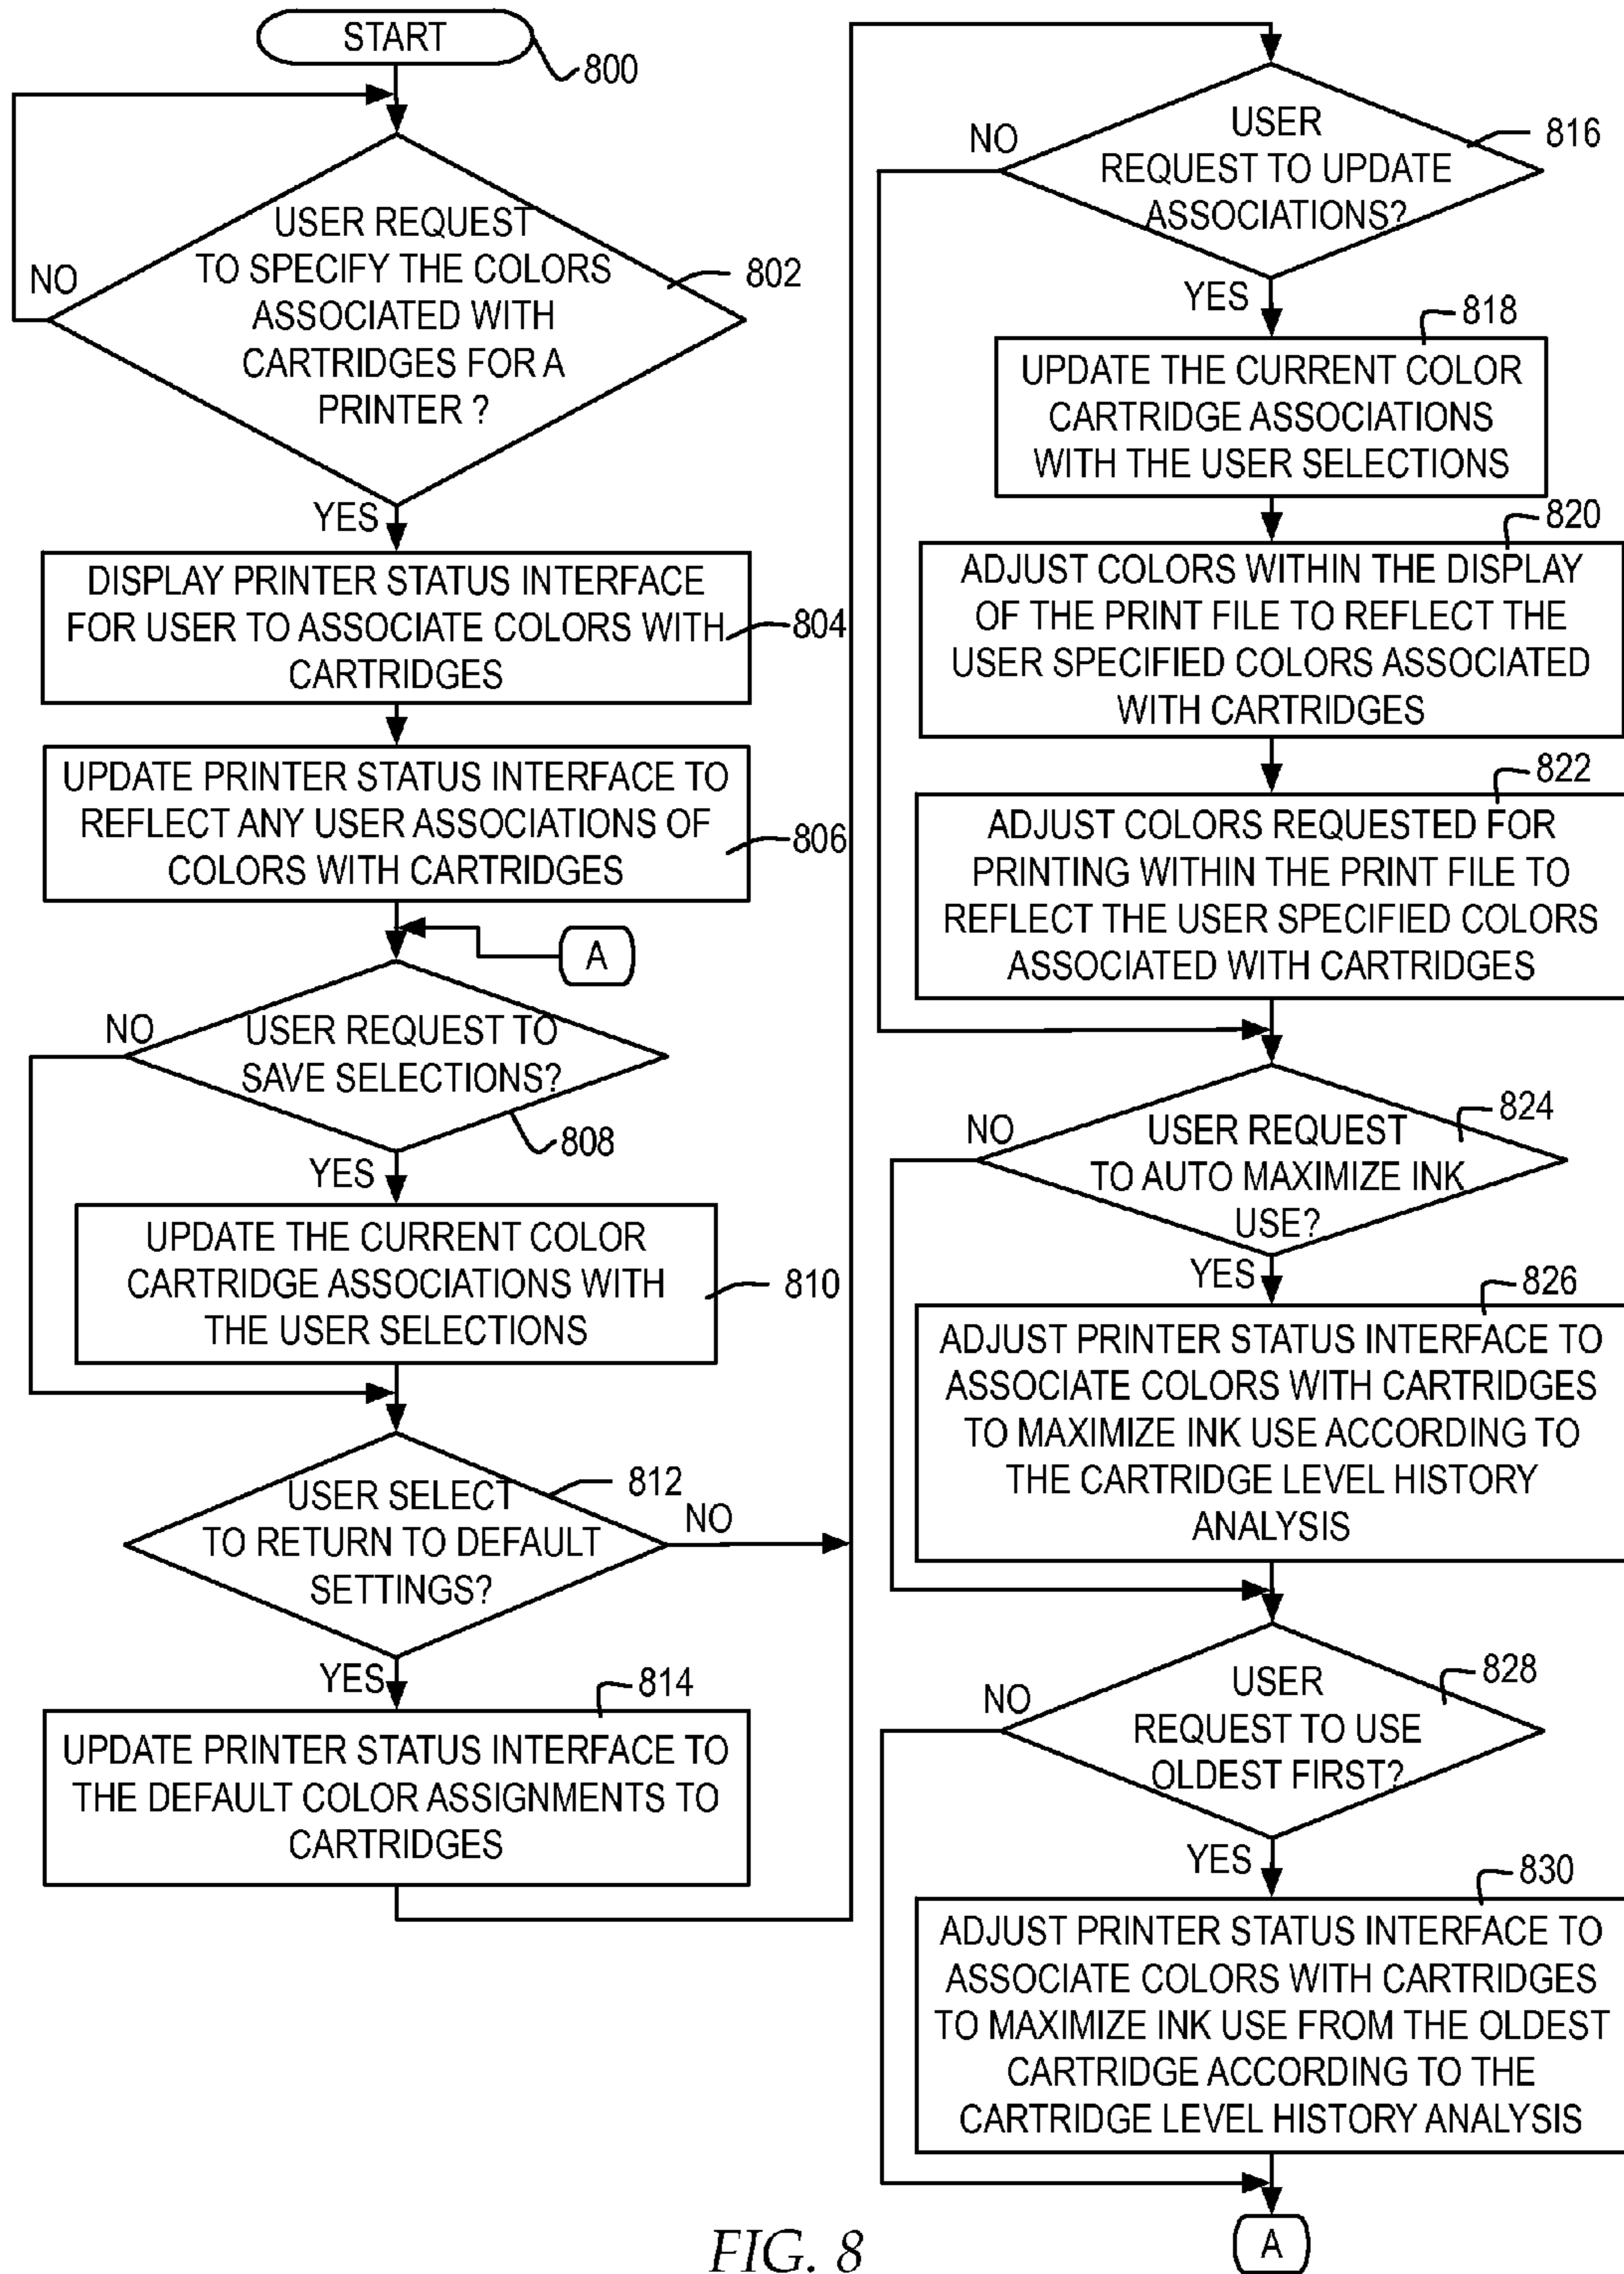 START
800
USER REQUEST
TO SPECIFY THE COLORS
ASSOCIATED WITH
CARTRIDGES FOR A
PRINTER ?
802
NO
YES
DISPLAY PRINTER STATUS INTERFACE
FOR USER TO ASSOCIATE COLORS WITH
CARTRIDGES
804
UPDATE PRINTER STATUS INTERFACE TO
REFLECT ANY USER ASSOCIATIONS OF
COLORS WITH CARTRIDGES
806
A
NO
USER REQUEST TO
SAVE SELECTIONS?
808
YES
UPDATE THE CURRENT COLOR
CARTRIDGE ASSOCIATIONS WITH
THE USER SELECTIONS
810
USER SELECT
TO RETURN TO DEFAULT
SETTINGS?
812
NO
YES
814
UPDATE PRINTER STATUS INTERFACE TO
THE DEFAULT COLOR ASSIGNMENTS TO
CARTRIDGES
USER
REQUEST TO UPDATE
ASSOCIATIONS?
816
NO
YES
818
UPDATE THE CURRENT COLOR
CARTRIDGE ASSOCIATIONS
WITH THE USER SELECTIONS
820
ADJUST COLORS WITHIN THE DISPLAY
OF THE PRINT FILE TO REFLECT THE
USER SPECIFIED COLORS ASSOCIATED
WITH CARTRIDGES
822
ADJUST COLORS REQUESTED FOR
PRINTING WITHIN THE PRINT FILE TO
REFLECT THE USER SPECIFIED COLORS
ASSOCIATED WITH CARTRIDGES
824
NO
USER REQUEST
TO AUTO MAXIMIZE INK
USE?
YES
826
ADJUST PRINTER STATUS INTERFACE TO
ASSOCIATE COLORS WITH CARTRIDGES
TO MAXIMIZE INK USE ACCORDING TO
THE CARTRIDGE LEVEL HISTORY
ANALYSIS
828
NO
USER
REQUEST TO USE
OLDEST FIRST?
YES
830
ADJUST PRINTER STATUS INTERFACE TO
ASSOCIATE COLORS WITH CARTRIDGES
TO MAXIMIZE INK USE FROM THE OLDEST
CARTRIDGE ACCORDING TO THE
CARTRIDGE LEVEL HISTORY ANALYSIS
A
FIG. 8